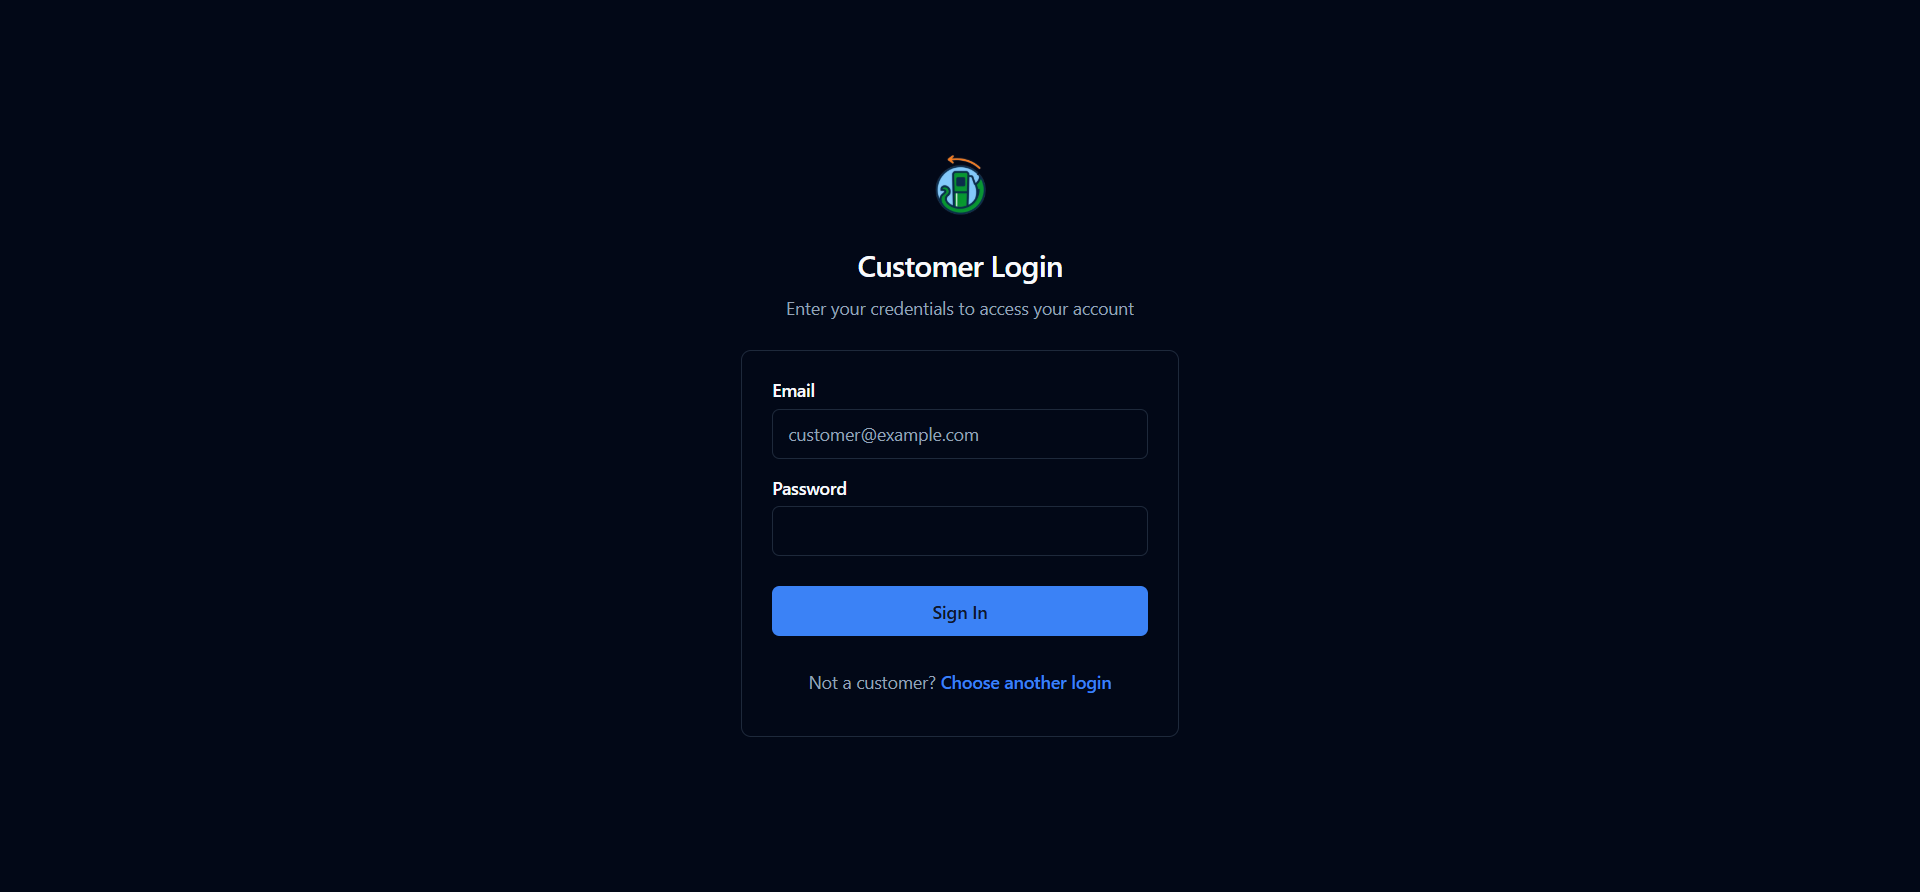 Customer Login
Enter your credentials to access your account
Email
customer@example.com
Password
Sign In
Not a customer? Choose another login